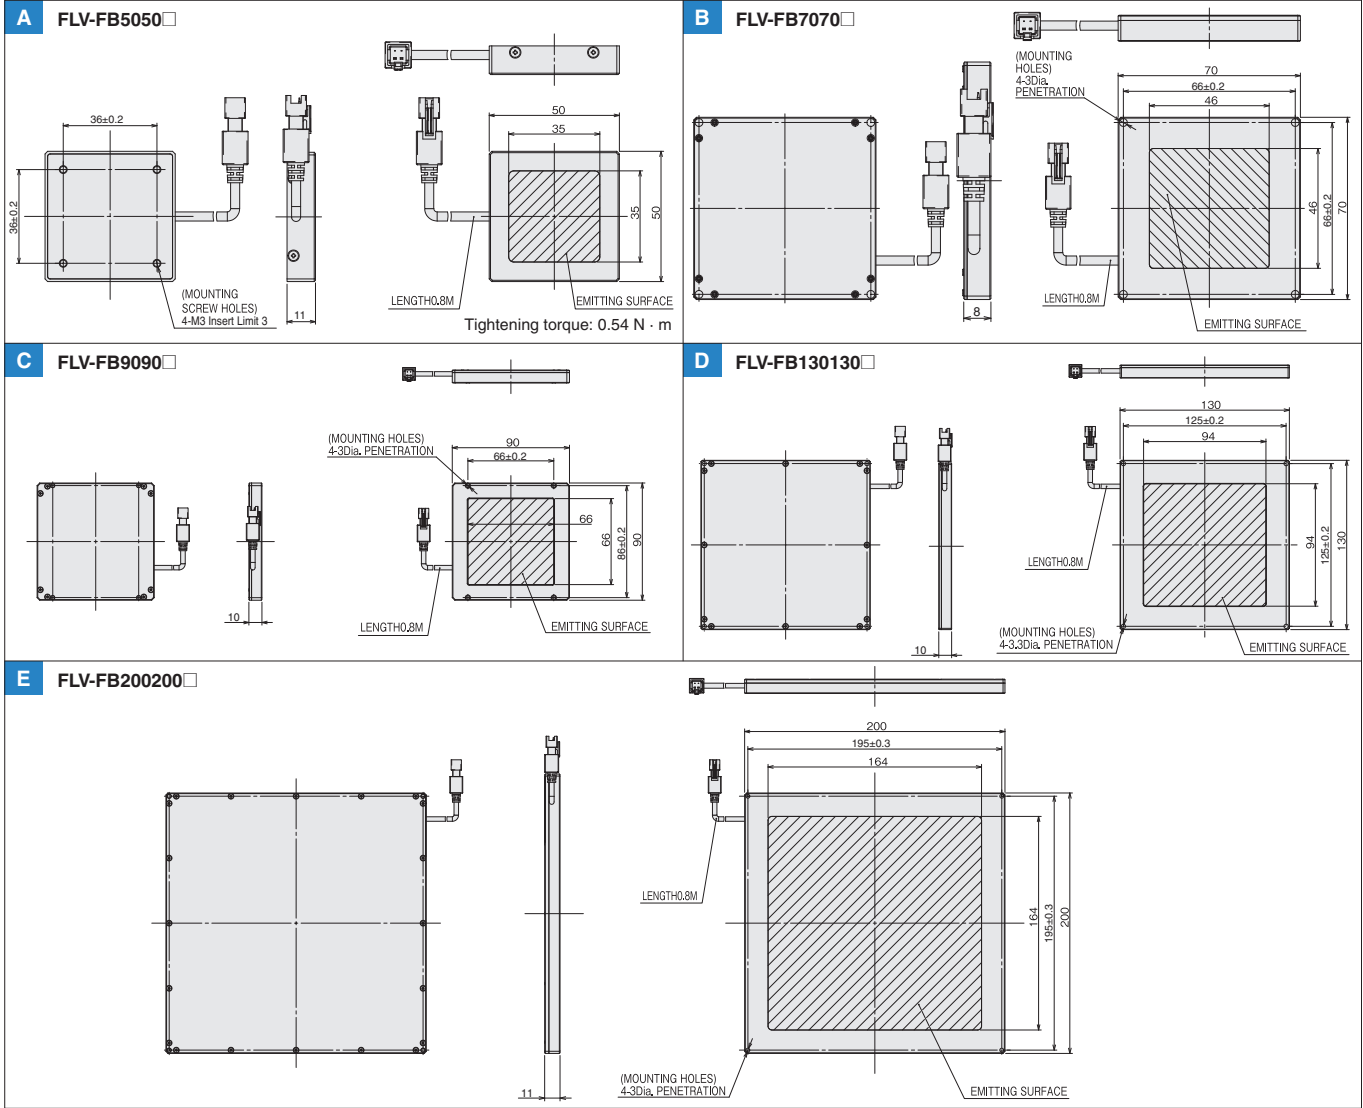 A FLV-FB5050□
36±0.2
36±0.2
(MOUNTING
SCREW HOLES)
4-M3 Insert Limit 3
11
50
35
35
50
LENGTH0.8M
EMITTING SURFACE
Tightening torque: 0.54 N · m
B FLV-FB7070□
(MOUNTING
HOLES)
4-3Dia.
PENETRATION
70
66±0.2
46
46
66±0.2
70
8
LENGTH0.8M
EMITTING SURFACE
C FLV-FB9090□
(MOUNTING HOLES)
4-3Dia. PENETRATION
90
66±0.2
66
66
86±0.2
90
10
LENGTH0.8M
EMITTING SURFACE
D FLV-FB130130□
130
125±0.2
94
94
125±0.2
130
10
LENGTH0.8M
(MOUNTING HOLES)
4-3.3Dia. PENETRATION
EMITTING SURFACE
E FLV-FB200200□
200
195±0.3
164
164
195±0.3
200
11
LENGTH0.8M
(MOUNTING HOLES)
4-3Dia. PENETRATION
EMITTING SURFACE